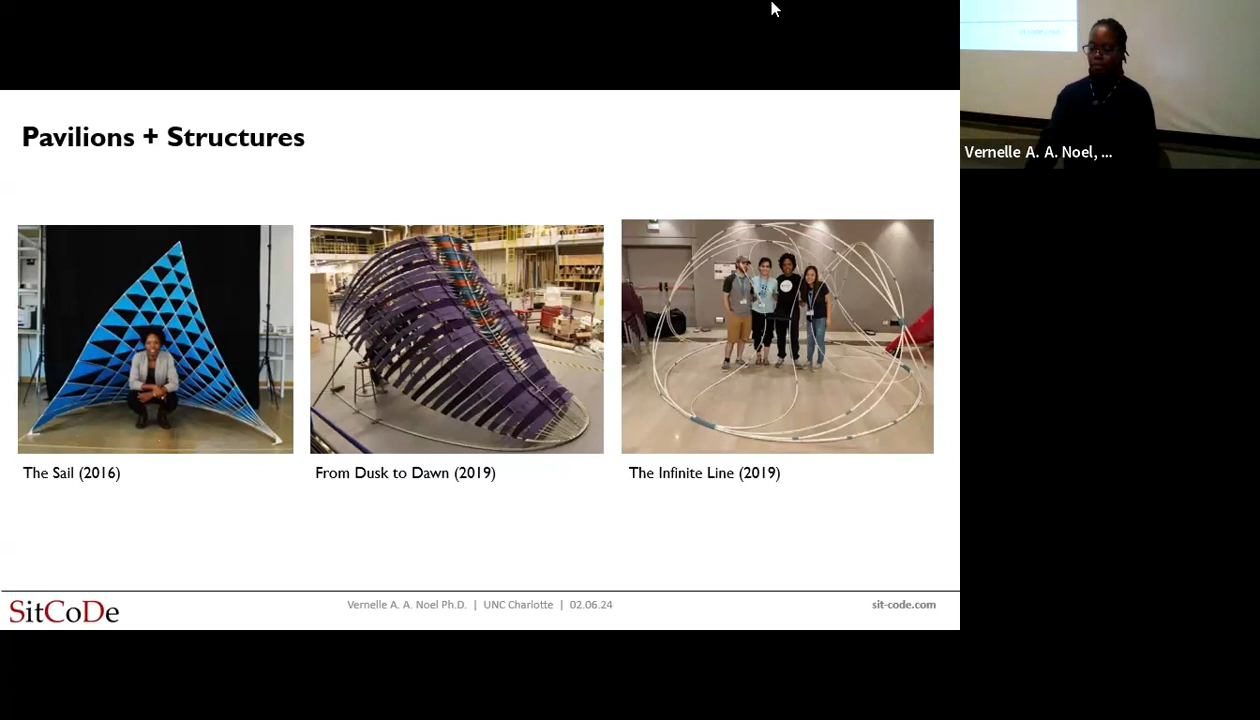 Pavilions + Structures
Vernelle A. A. Noel, ...
The Sail (2016)
From Dusk to Dawn (2019)
The Infinite Line (2019)
SitCoDe
Vernelle A. A. Noel Ph.D. | UNC Charlotte | 02.06.24
sit-code.com